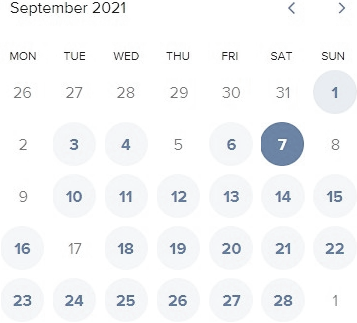 September 2021 < >
MON TUE WED THU FRI SAT SUN
26 27 28 29 30 31 1
2 3 4 5 6 7 8
9 10 11 12 13 14 15
16 17 18 19 20 21 22
23 24 25 26 27 28 1